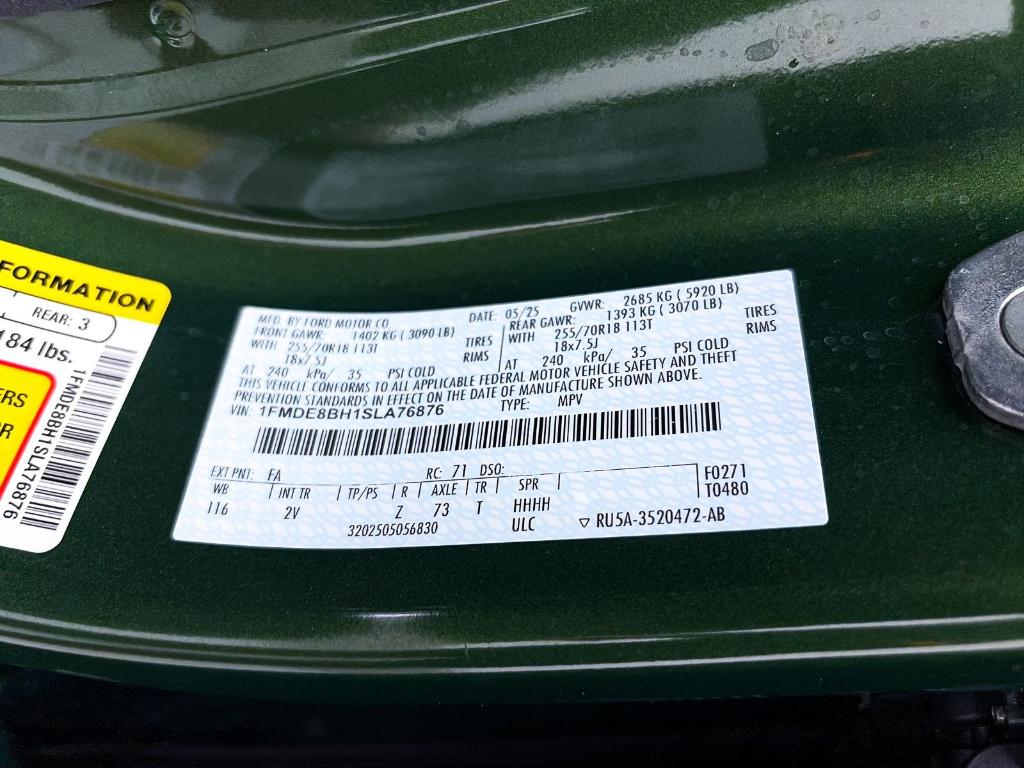 FORMATION
REAR: 3
184 lbs.
ERS
OR
1FMDE8BH1SLA76876
MFD. BY FORD MOTOR CO
DATE: 05/25 GVWR: 2685 KG ( 5920 LB)
FRONT GAWR: 1402 KG ( 3090 LB)
WITH 255/70R18 113T TIRES
18x7.5J RIMS
AT 240 kPa/ 35 PSI COLD
REAR GAWR: 1393 KG ( 3070 LB)
WITH 255/70R18 113T TIRES
18x7.5J RIMS
AT 240 kPa/ 35 PSI COLD
THIS VEHICLE CONFORMS TO ALL APPLICABLE FEDERAL MOTOR VEHICLE SAFETY AND THEFT
PREVENTION STANDARDS IN EFFECT ON THE DATE OF MANUFACTURE SHOWN ABOVE.
VIN: 1FMDE8BH1SLA76876 TYPE: MPV
EXT PNT: FA RC: 71 DSO: F0271
WB INT TR TP/PS R AXLE TR SPR T0480
116 2V Z 73 T HHHH
3202505056830 ULC ▽ RU5A-3520472-AB